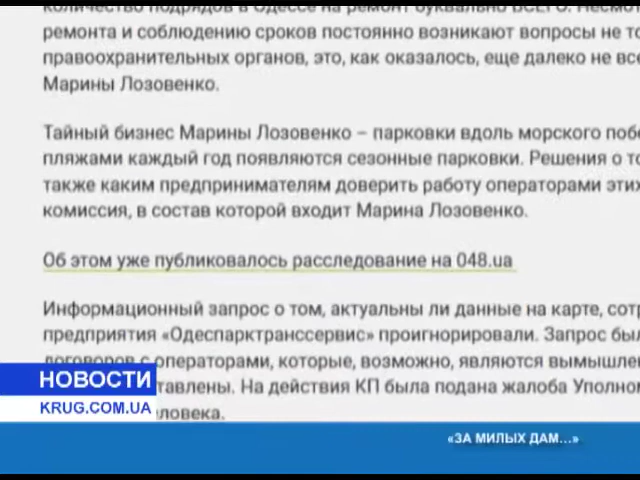 количество подрядов в Одессе на ремонт буквально ВСЕГО. Несмот
ремонта и соблюдению сроков постоянно возникают вопросы не то
правоохранительных органов, это, как оказалось, еще далеко не все
Марины Лозовенко.
Тайный бизнес Марины Лозовенко – парковки вдоль морского побе
пляжами каждый год появляются сезонные парковки. Решения о то
также каким предпринимателям доверить работу операторами этих
комиссия, в состав которой входит Марина Лозовенко.
Об этом уже публиковалось расследование на 048.ua
Информационный запрос о том, актуальны ли данные на карте, сотр
предприятия «Одеспарктранссервис» проигнорировали. Запрос был
договоров с операторами, которые, возможно, являются вымышлен
тавлены. На действия КП была подана жалоба Уполном
еловека.
НОВОСТИ
KRUG.COM.UA
«ЗА МИЛЫХ ДАМ...»